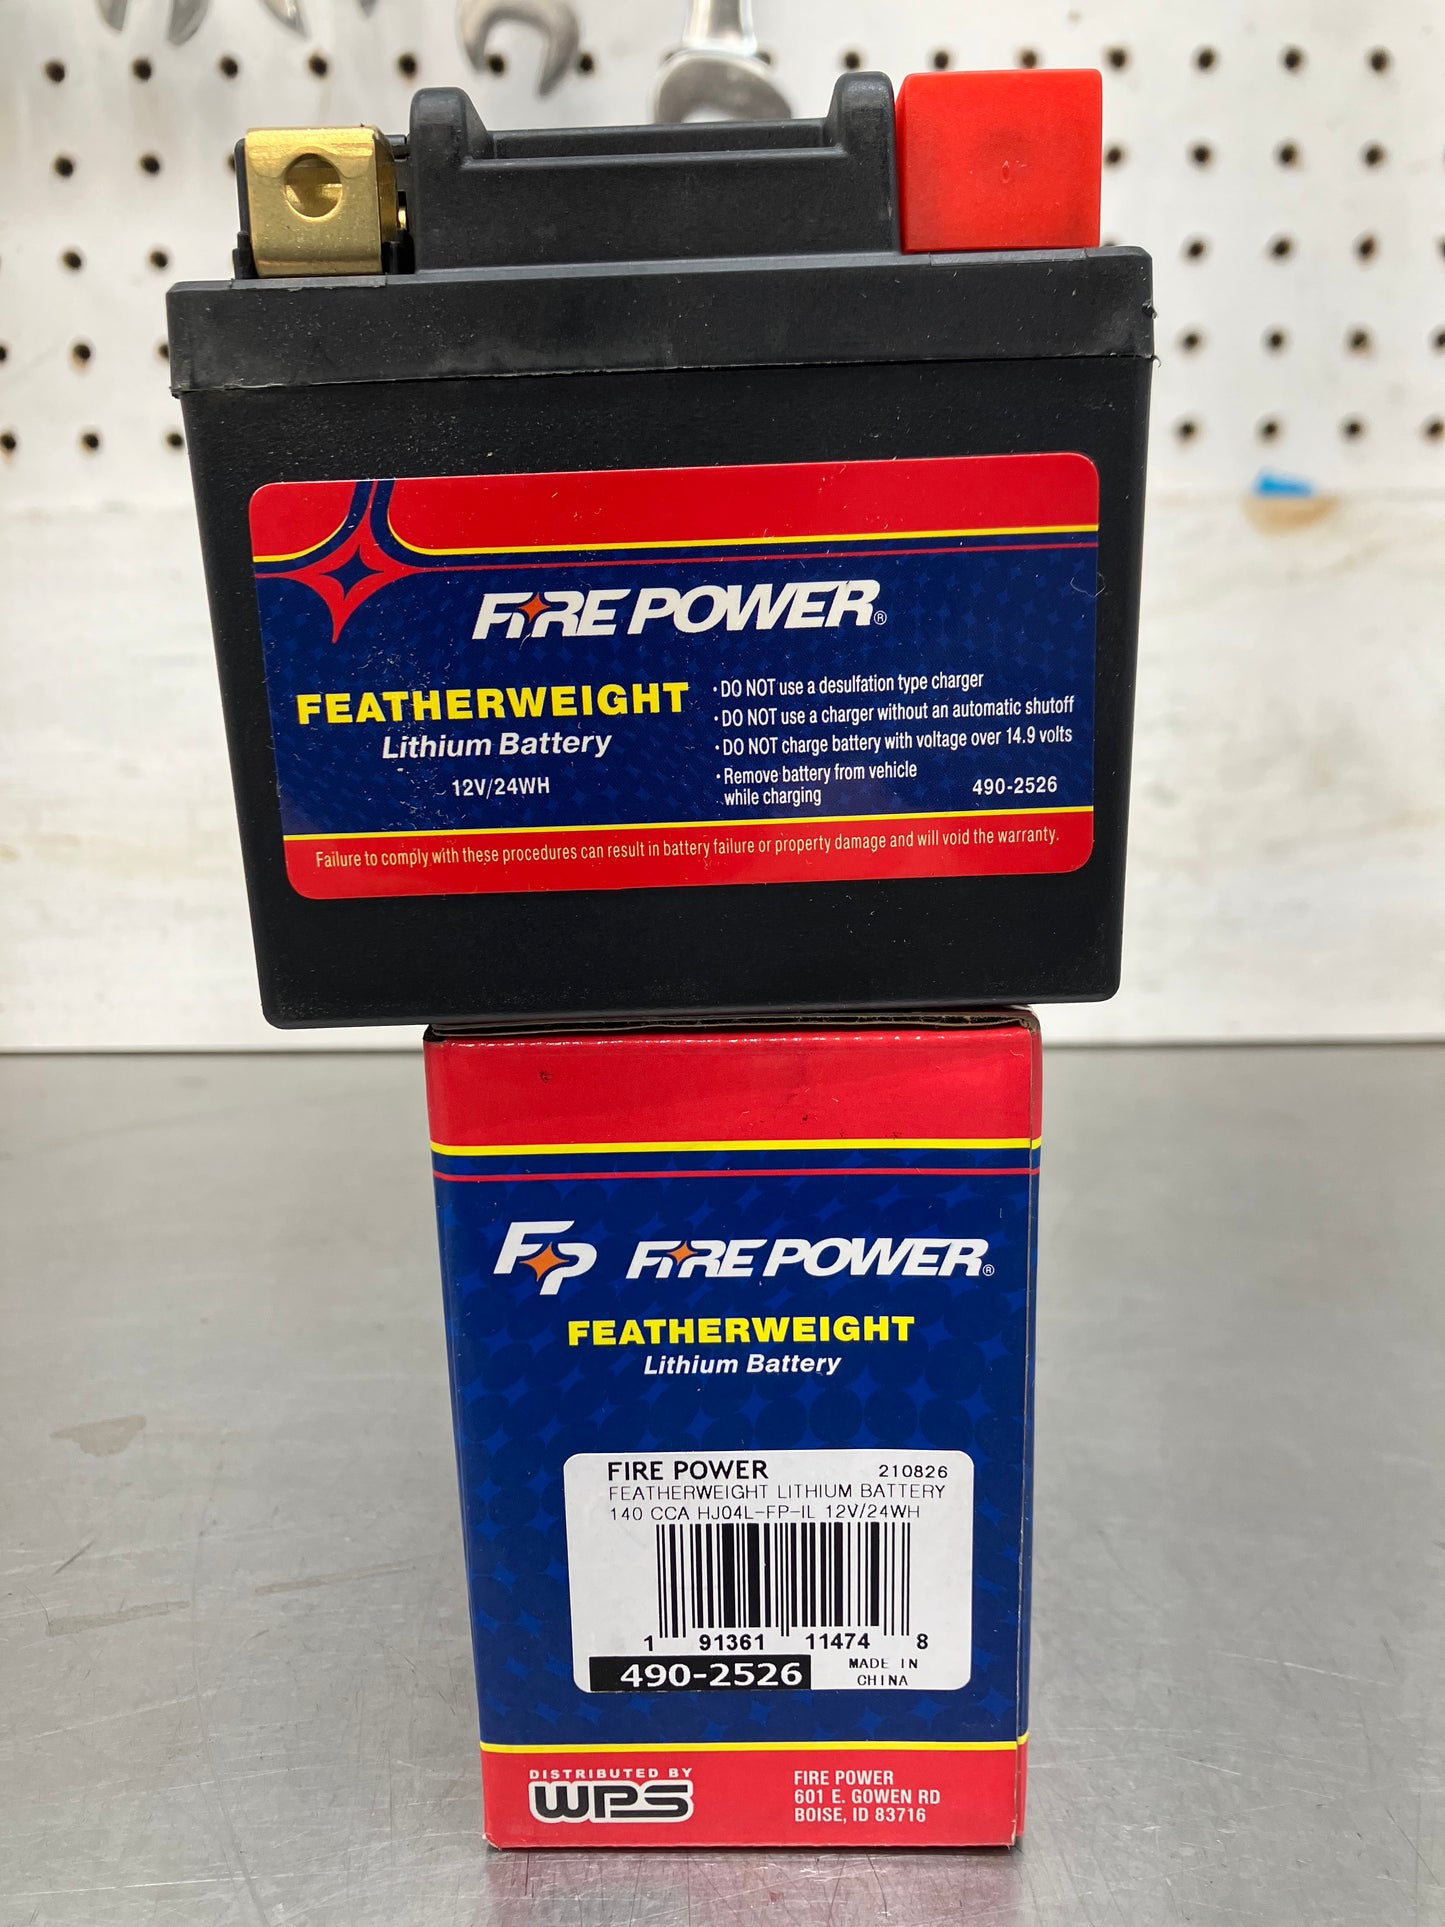 FIRE POWER®
FEATHERWEIGHT
Lithium Battery
12V/24WH
· DO NOT use a desulfation type charger
· DO NOT use a charger without an automatic shutoff
· DO NOT charge battery with voltage over 14.9 volts
· Remove battery from vehicle
while charging
490-2526
Failure to comply with these procedures can result in battery failure or property damage and will void the warranty.
FP FIRE POWER®
FEATHERWEIGHT
Lithium Battery
FIRE POWER 210826
FEATHERWEIGHT LITHIUM BATTERY
140 CCA HJ04L-FP-IL 12V/24WH
1 91361 11474 8
490-2526
MADE IN
CHINA
DISTRIBUTED BY
WPS
FIRE POWER
601 E. GOWEN RD
BOISE, ID 83716